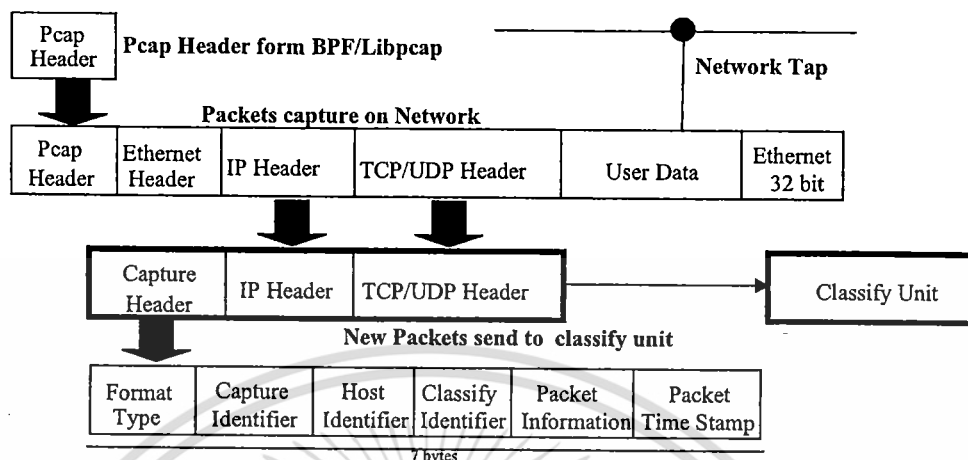 Pcap
Header
Pcap Header form BPF/Libpcap
Network Tap
Packets capture on Network
Pcap
Header
Ethernet
Header
IP Header
TCP/UDP Header
User Data
Ethernet
32 bit
Capture
Header
IP Header
TCP/UDP Header
Classify Unit
New Packets send to classify unit
Format
Type
Capture
Identifier
Host
Identifier
Classify
Identifier
Packet
Information
Packet
Time Stamp
7 bytes